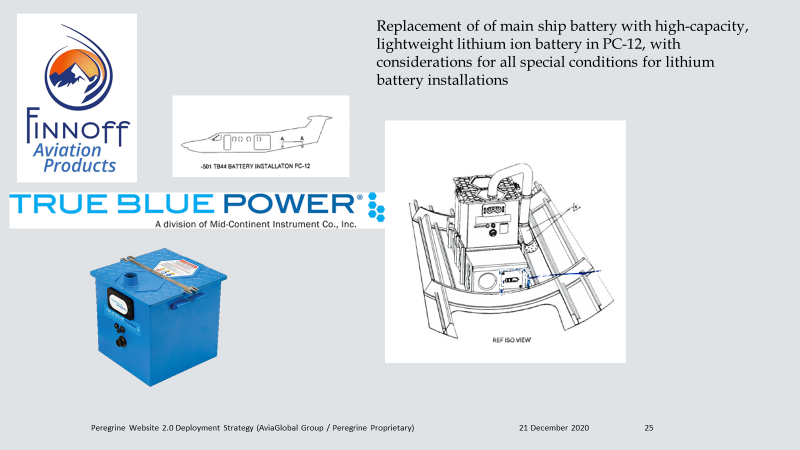 Replacement of of main ship battery with high-capacity,
lightweight lithium ion battery in PC-12, with
considerations for all special conditions for lithium
battery installations
FINNOFF
Aviation
Products
-501 TB44 BATTERY INSTALLATON PC-12
TRUE BLUE POWER®
A division of Mid-Continent Instrument Co., Inc.
REF ISO VIEW
Peregrine Website 2.0 Deployment Strategy (AviaGlobal Group / Peregrine Proprietary)
21 December 2020
25